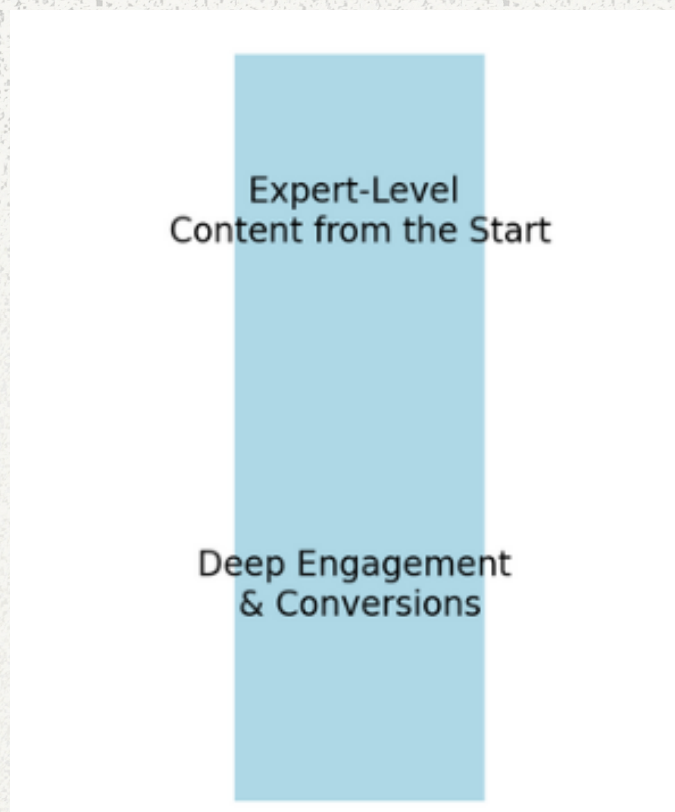 Expert-Level
Content from the Start
Deep Engagement
& Conversions